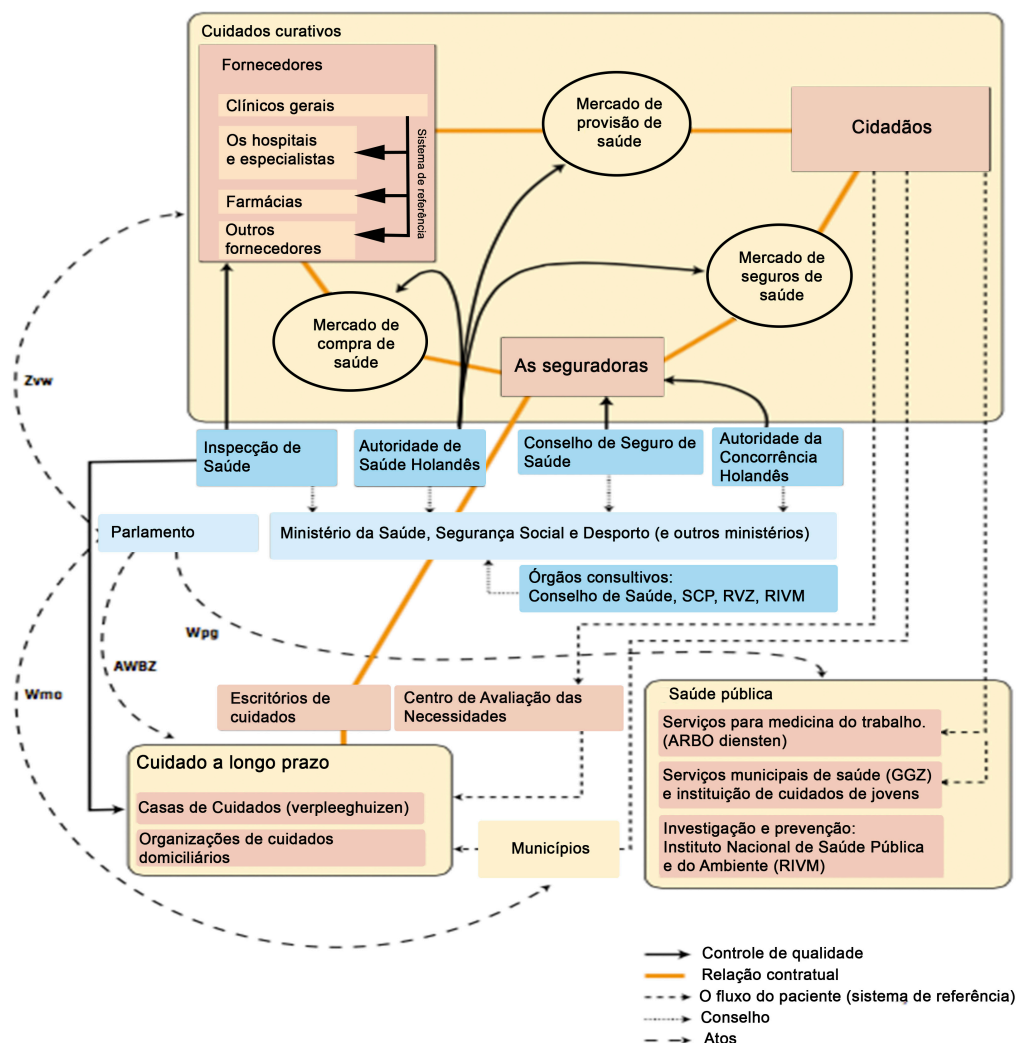 Cuidados curativos
Fornecedores
Clínicos gerais
Os hospitais
e especialistas
Farmácias
Outros
fornecedores
Sistema de referência
Mercado de
provisão de
saúde
Cidadãos
Mercado de
seguros de
saúde
Mercado de
compra de
saúde
As seguradoras
Zvw
Inspecção de
Saúde
Autoridade de
Saúde Holandês
Conselho de Seguro de
Saúde
Autoridade da
Concorrência
Holandês
Parlamento
Ministério da Saúde, Segurança Social e Desporto (e outros ministérios)
Órgãos consultivos:
Conselho de Saúde, SCP, RVZ, RIVM
Wpg
AWBZ
Wmo
Escritórios de
cuidados
Centro de Avaliação das
Necessidades
Cuidado a longo prazo
Casas de Cuidados (verpleeghuizen)
Organizações de cuidados
domiciliários
Municípios
Saúde pública
Serviços para medicina do trabalho.
(ARBO diensten)
Serviços municipais de saúde (GGZ)
e instituição de cuidados de jovens
Investigação e prevenção:
Instituto Nacional de Saúde Pública
e do Ambiente (RIVM)
Controle de qualidade
Relação contratual
O fluxo do paciente (sistema de referência)
Conselho
Atos